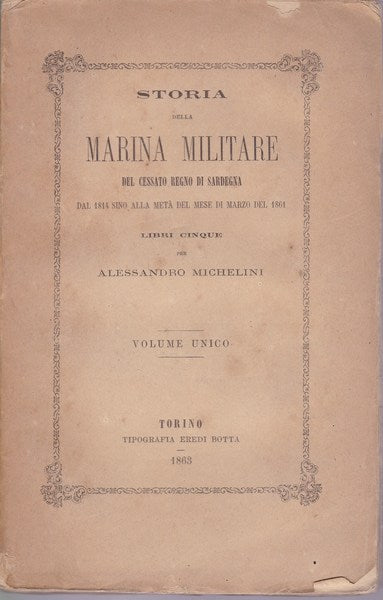 STORIA
DELLA
MARINA MILITARE
DEL CESSATO REGNO DI SARDEGNA
DAL 1814 SINO ALLA METÀ DEL MESE DI MARZO DEL 1861
LIBRI CINQUE
PER
ALESSANDRO MICHELINI
VOLUME UNICO
TORINO
TIPOGRAFIA EREDI BOTTA
1863